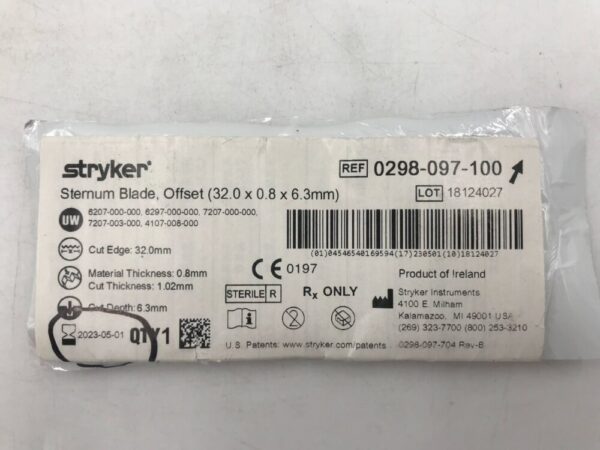 stryker®
REF 0298-097-100
Sternum Blade, Offset (32.0 x 0.8 x 6.3mm)
LOT 18124027
UW
6207-000-000, 6297-000-000, 7207-000-000,
7207-003-000, 4107-008-000
(01)04546540169594(17)230501(10)18124027
Cut Edge: 32.0mm
Material Thickness: 0.8mm
Cut Thickness: 1.02mm
Cut Depth: 6.3mm
CE 0197
Product of Ireland
STERILE R
Rx ONLY
Stryker Instruments
4100 E. Milham
Kalamazoo, MI 49001 USA
(269) 323-7700 (800) 253-3210
2023-05-01
QTY 1
U.S. Patents: www.stryker.com/patents
0298-097-704 Rev-B